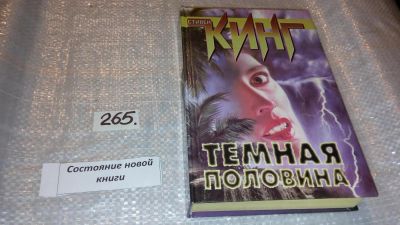 265.
Состояние новой
книги
СТИВЕН
КИНГ
ТЕМНАЯ
ПОЛОВИНА